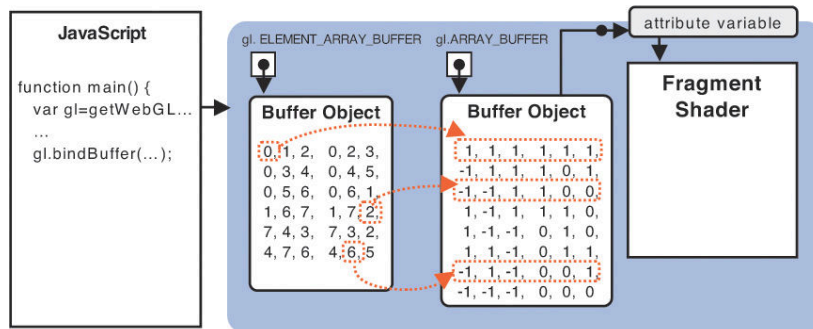 JavaScript
function main() {
var gl=getWebGL…
…
gl.bindBuffer(…);
gl. ELEMENT_ARRAY_BUFFER
Buffer Object
0, 1, 2, 0, 2, 3,
0, 3, 4, 0, 4, 5,
0, 5, 6, 0, 6, 1,
1, 6, 7, 1, 7, 2,
7, 4, 3, 7, 3, 2,
4, 7, 6, 4, 6, 5
gl.ARRAY_BUFFER
Buffer Object
1, 1, 1, 1, 1, 1,
-1, 1, 1, 1, 0, 1,
-1, -1, 1, 1, 0, 0,
1, -1, 1, 1, 1, 0,
1, -1, -1, 0, 1, 0,
1, 1, -1, 0, 1, 1,
-1, 1, -1, 0, 0, 1,
-1, -1, -1, 0, 0, 0
attribute variable
Fragment
Shader